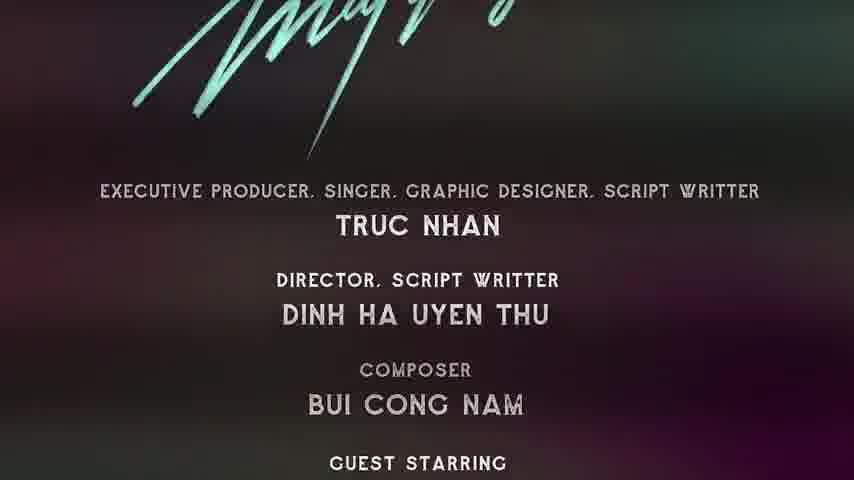 EXECUTIVE PRODUCER. SINGER. GRAPHIC DESIGNER. SCRIPT WRITTER
TRUC NHAN
DIRECTOR. SCRIPT WRITTER
DINH HA UYEN THU
COMPOSER
BUI CONG NAM
GUEST STARRING